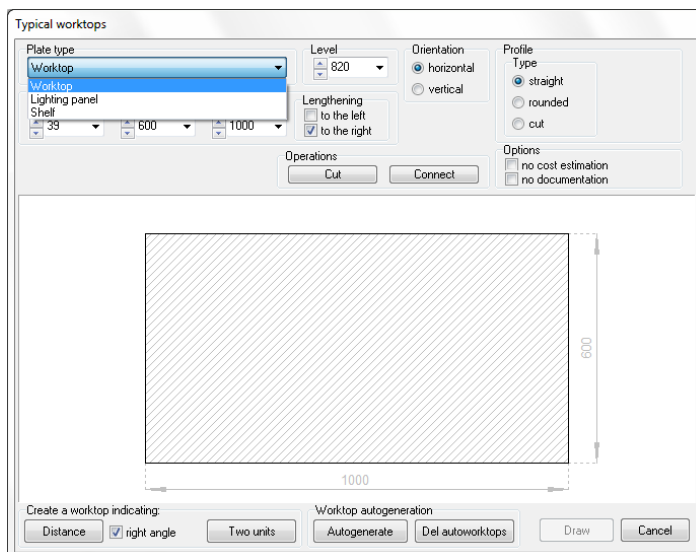 Typical worktops
Plate type
Worktop
Worktop
Lighting panel
Shelf
39 600 1000
Level
820
Lengthening
to the left
to the right
Orientation
horizontal
vertical
Profile
Type
straight
rounded
cut
Operations
Cut Connect
Options
no cost estimation
no documentation
600
1000
Create a worktop indicating:
Distance right angle Two units
Worktop autogeneration
Autogenerate Del autoworktops
Draw Cancel